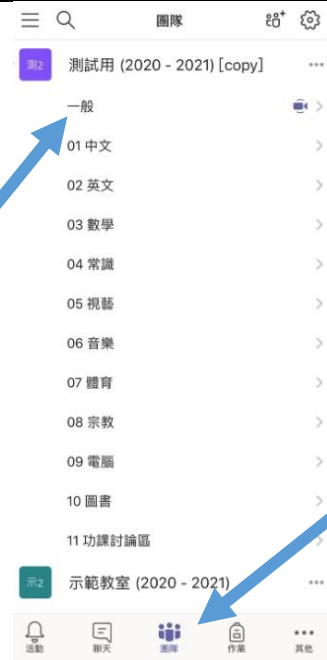 團隊
測2 測試用 (2020 - 2021) [copy]
一般
01 中文
02 英文
03 數學
04 常識
05 視藝
06 音樂
07 體育
08 宗教
09 電腦
10 圖書
11 功課討論區
示2 示範教室 (2020 - 2021)
活動 聊天 團隊 作業 其他